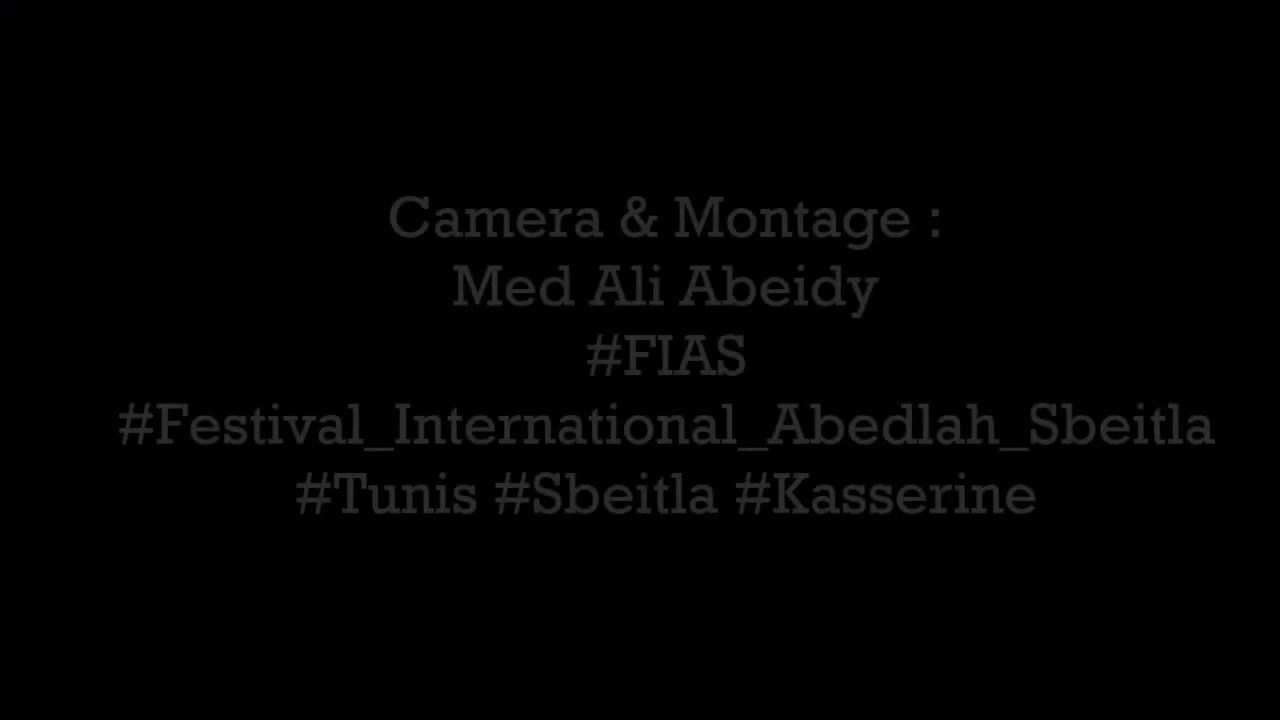 Camera & Montage :
Med Ali Abeidy
#FIAS
#Festival_International_Abedlah_Sbeitla
#Tunis #Sbeitla #Kasserine